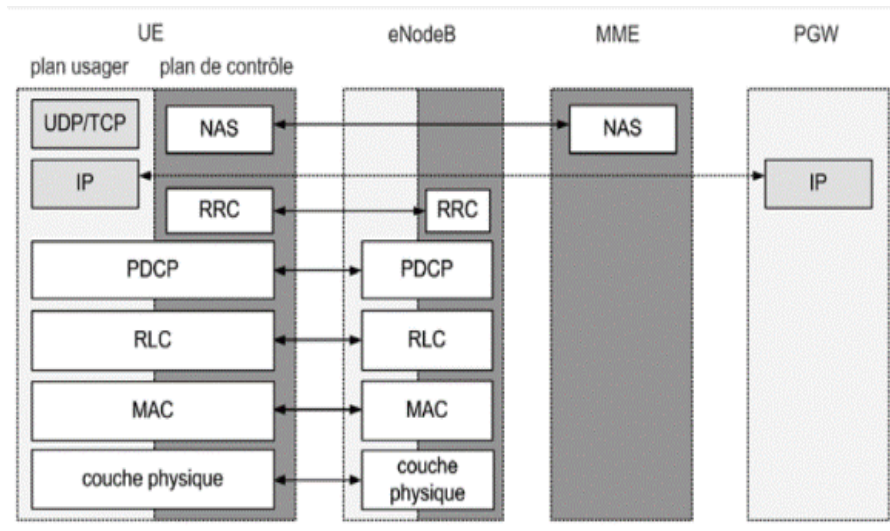 UE eNodeB MME PGW
plan usager plan de contrôle
UDP/TCP NAS NAS
IP IP
RRC RRC
PDCP PDCP
RLC RLC
MAC MAC
couche physique couche
physique